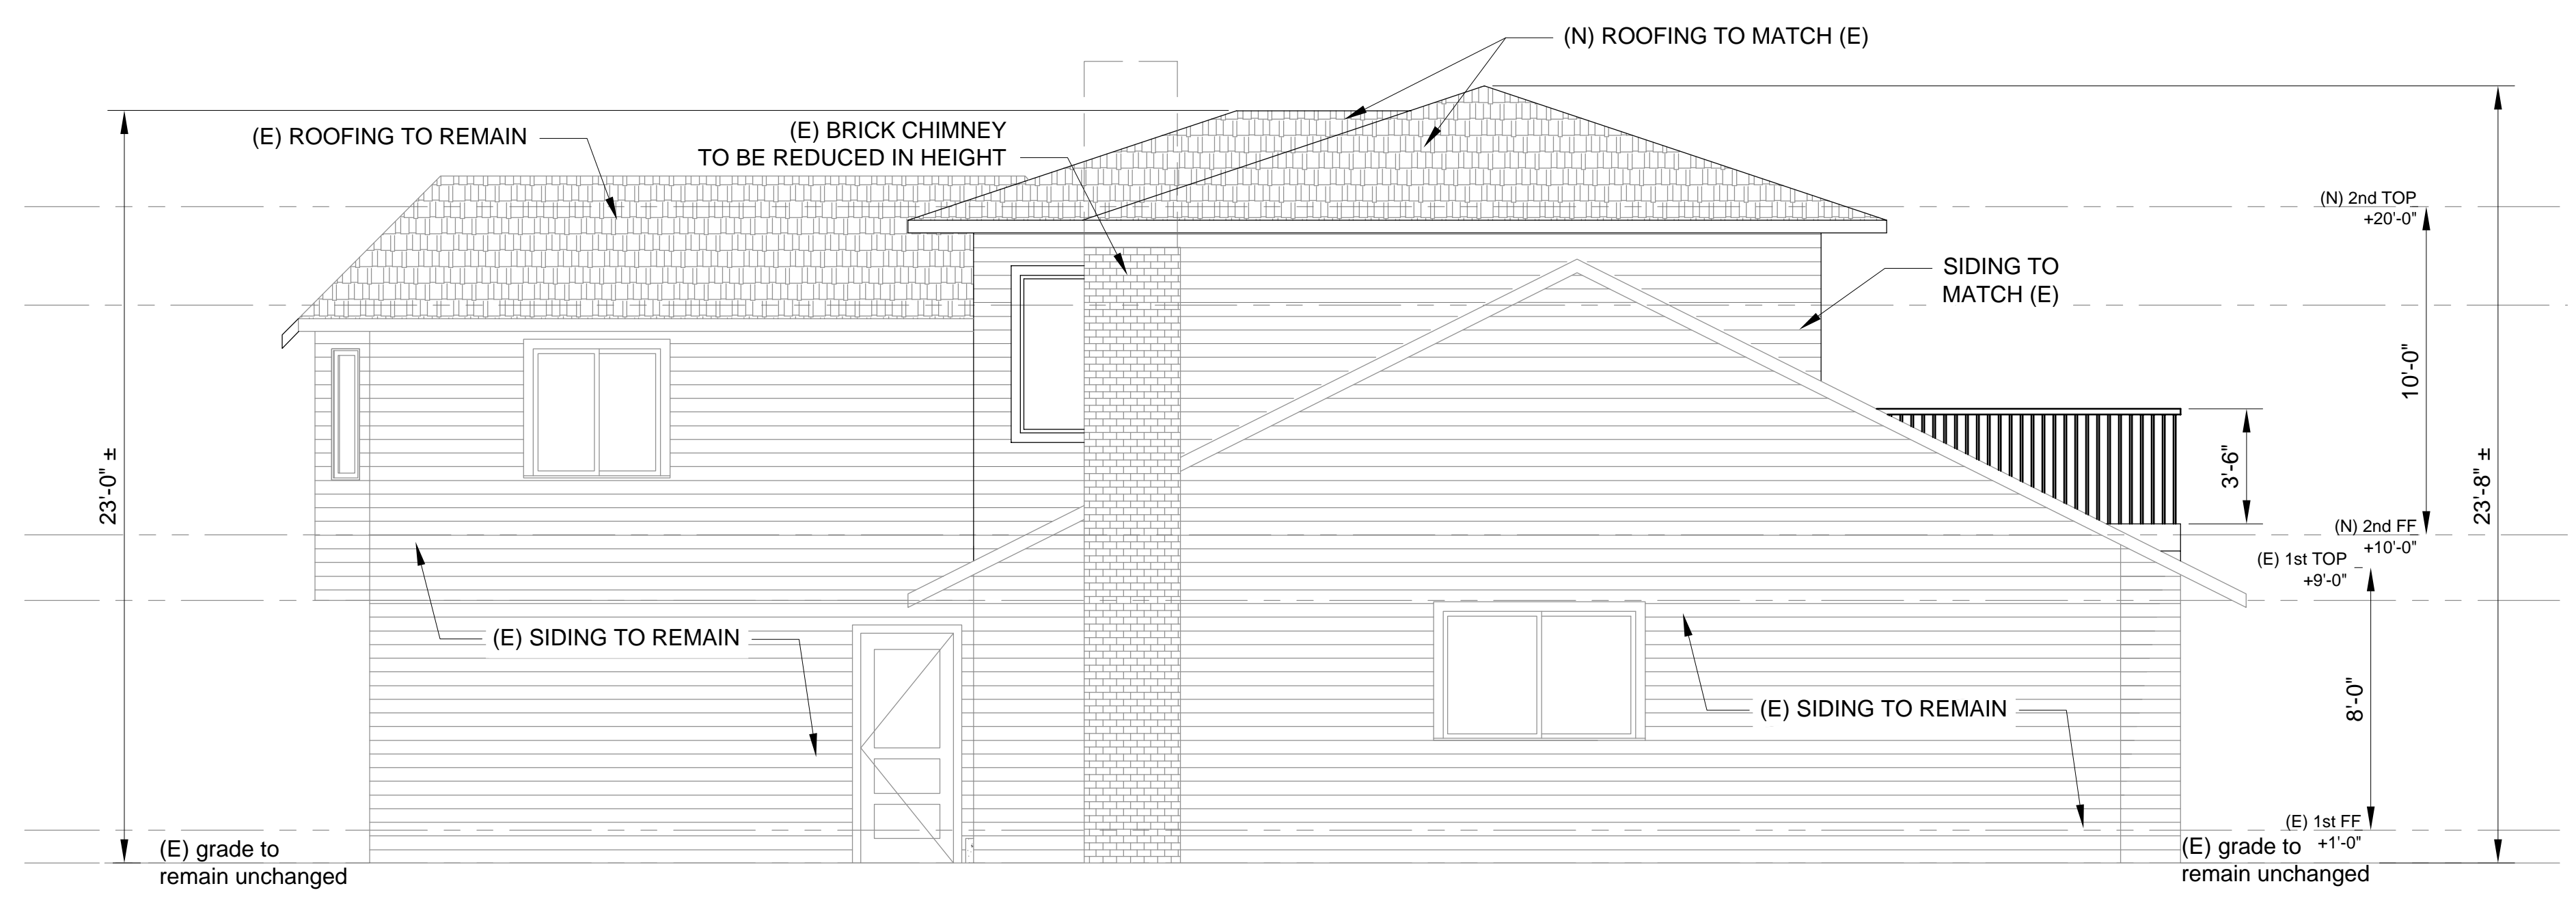 (N) ROOFING TO MATCH (E)
(E) ROOFING TO REMAIN
(E) BRICK CHIMNEY
TO BE REDUCED IN HEIGHT
(N) 2nd TOP
+20'-0"
SIDING TO
MATCH (E)
10'-0"
3'-6"
23'-0" ±
23'-8" ±
(N) 2nd FF
+10'-0"
(E) 1st TOP
+9'-0"
(E) SIDING TO REMAIN
(E) SIDING TO REMAIN
8'-0"
(E) 1st FF
+1'-0"
(E) grade to
remain unchanged
(E) grade to
remain unchanged